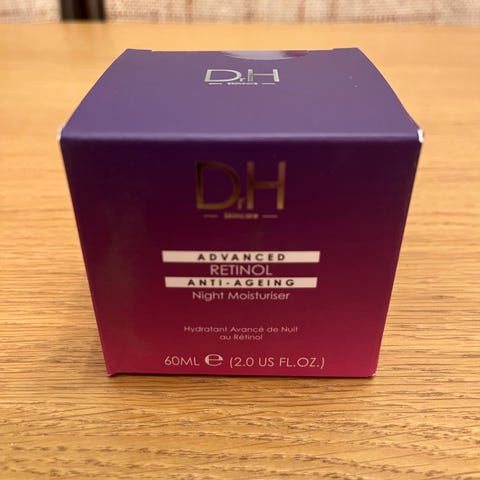 DrH
Skincare
DrH
Skincare
ADVANCED
RETINOL
ANTI-AGEING
Night Moisturiser
Hydratant Avancé de Nuit
au Rétinol
60ML ℮ (2.0 US FL.OZ.)